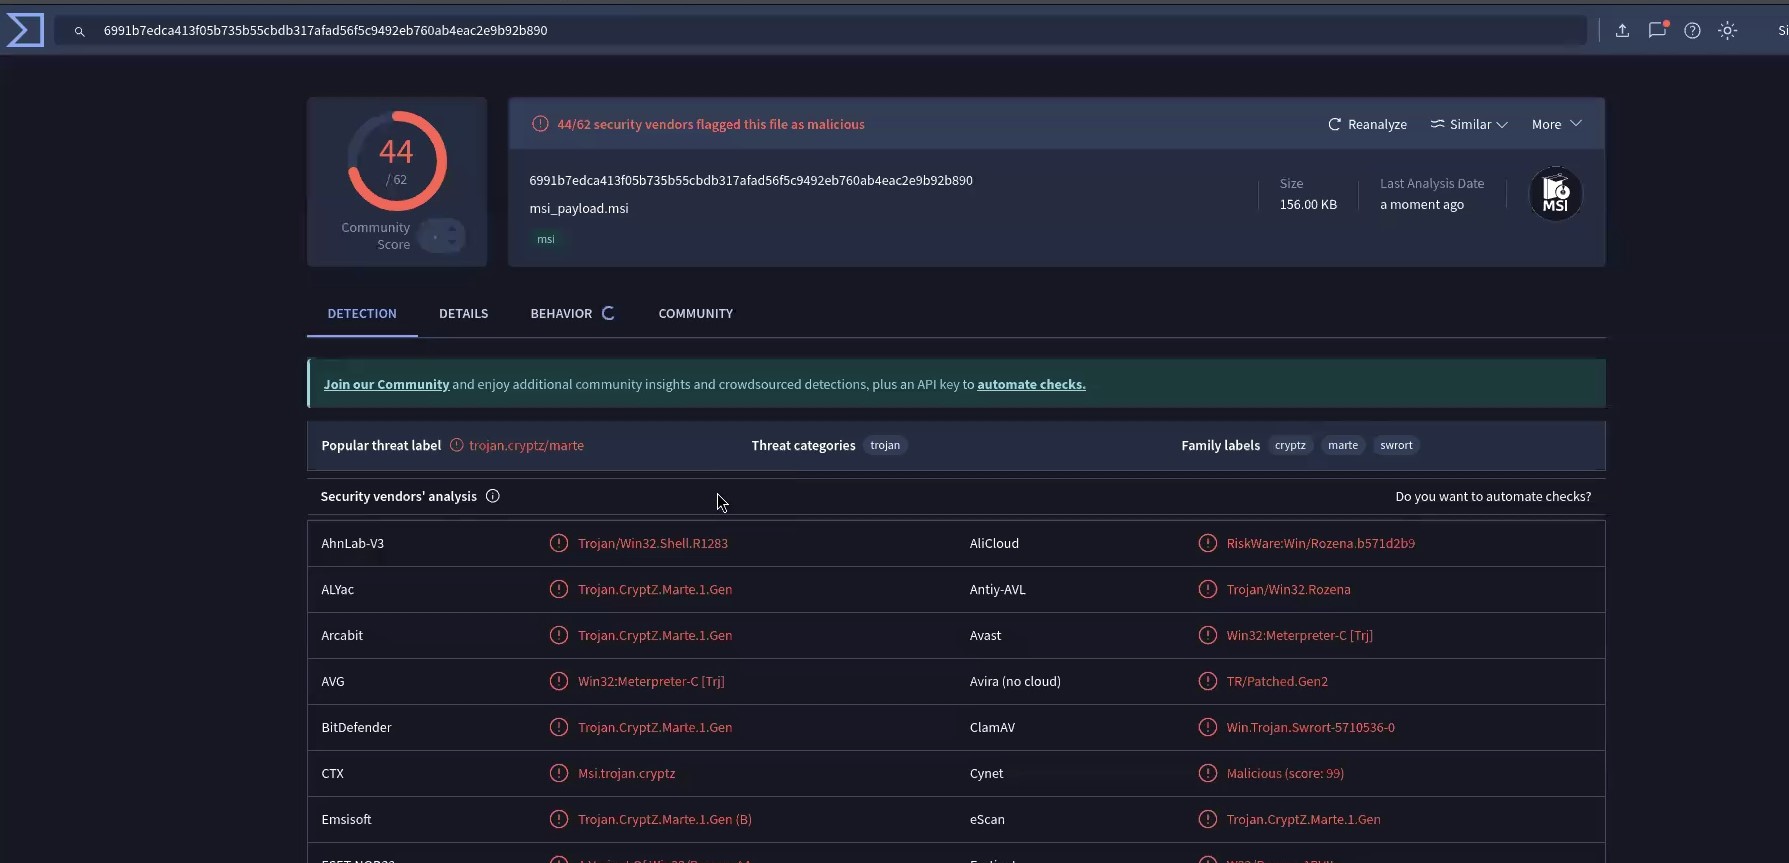 6991b7edca413f05b735b55cbdb317afad56f5c9492eb760ab4eac2e9b92b890
44
/ 62
Community
Score
44/62 security vendors flagged this file as malicious
Reanalyze
Similar
More
6991b7edca413f05b735b55cbdb317afad56f5c9492eb760ab4eac2e9b92b890
msi_payload.msi
msi
Size
156.00 KB
Last Analysis Date
a moment ago
MSI
DETECTION
DETAILS
BEHAVIOR
COMMUNITY
Join our Community and enjoy additional community insights and crowdsourced detections, plus an API key to automate checks.
Popular threat label trojan.cryptz/marte
Threat categories trojan
Family labels cryptz marte swrort
Security vendors' analysis
Do you want to automate checks?
AhnLab-V3 Trojan/Win32.Shell.R1283 AliCloud RiskWare:Win/Rozena.b571d2b9
ALYac Trojan.CryptZ.Marte.1.Gen Antiy-AVL Trojan/Win32.Rozena
Arcabit Trojan.CryptZ.Marte.1.Gen Avast Win32:Meterpreter-C [Trj]
AVG Win32:Meterpreter-C [Trj] Avira (no cloud) TR/Patched.Gen2
BitDefender Trojan.CryptZ.Marte.1.Gen ClamAV Win.Trojan.Swrort-5710536-0
CTX Msi.trojan.cryptz Cynet Malicious (score: 99)
Emsisoft Trojan.CryptZ.Marte.1.Gen (B) eScan Trojan.CryptZ.Marte.1.Gen